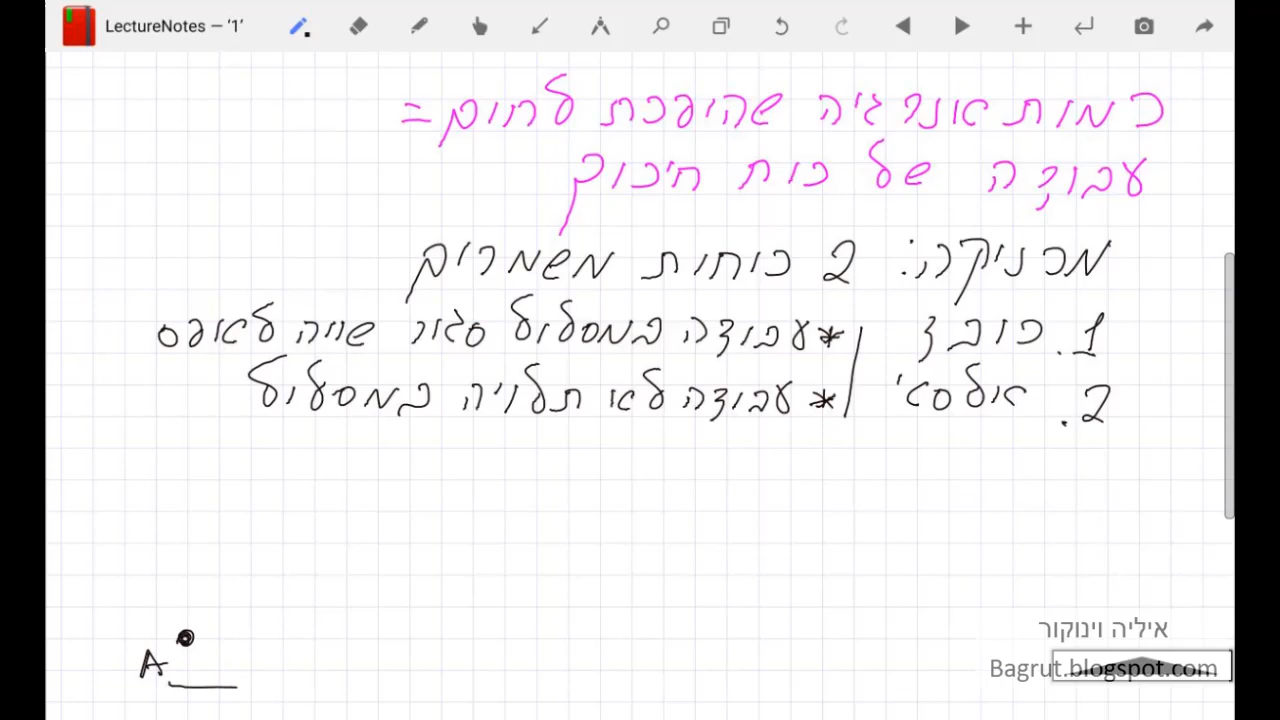 LectureNotes – '1'
כמות אנרגיה שהופכת לחום =
עבודה של כוח חיכוך
מכניקה: 2 כוחות משמרים
1. כובד | * עבודה במסלול סגור שווה לאפס
2. אלסטי | * עבודה לא תלויה במסלול
A
איליה וינוקור
Bagrut.blogspot.com